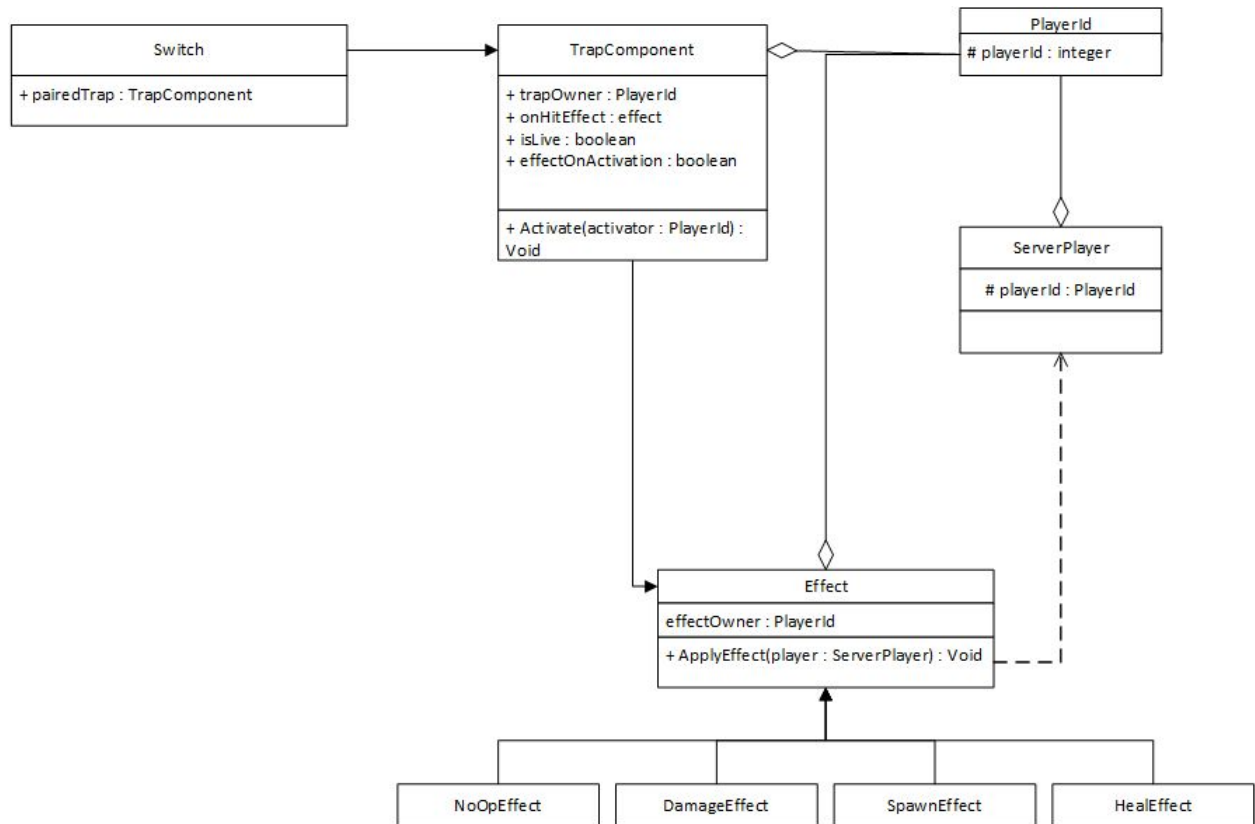 Switch
+ pairedTrap : TrapComponent
TrapComponent
+ trapOwner : PlayerId
+ onHitEffect : effect
+ isLive : boolean
+ effectOnActivation : boolean
+ Activate(activator : PlayerId) :
Void
PlayerId
# playerId : integer
ServerPlayer
# playerId : PlayerId
Effect
effectOwner : PlayerId
+ ApplyEffect(player : ServerPlayer) : Void
NoOpEffect
DamageEffect
SpawnEffect
HealEffect